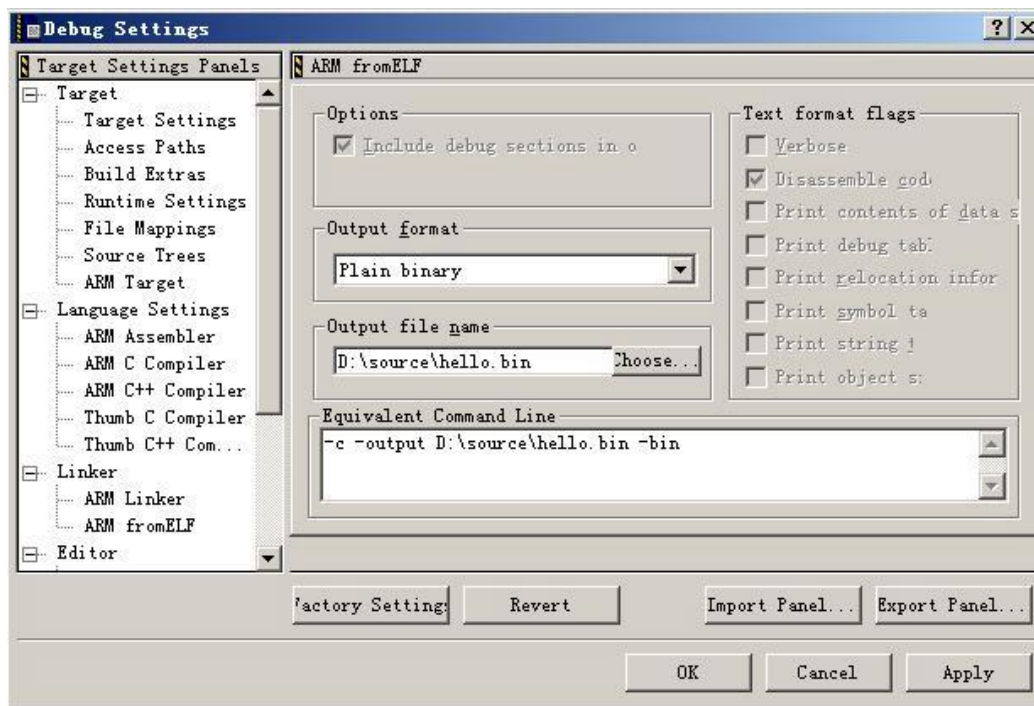 Debug Settings
Target Settings Panels
Target
Target Settings
Access Paths
Build Extras
Runtime Settings
File Mappings
Source Trees
ARM Target
Language Settings
ARM Assembler
ARM C Compiler
ARM C++ Compiler
Thumb C Compiler
Thumb C++ Com...
Linker
ARM Linker
ARM fromELF
Editor
ARM fromELF
Options
Include debug sections in o
Output format
Plain binary
Output file name
D:\source\hello.bin
Choose...
Text format flags
Verbose
Disassemble cod
Print contents of data s
Print debug tab
Print relocation infor
Print symbol ta
Print string t
Print object s
Equivalent Command Line
-c -output D:\source\hello.bin -bin
Factory Setting
Revert
Import Panel...
Export Panel...
OK
Cancel
Apply